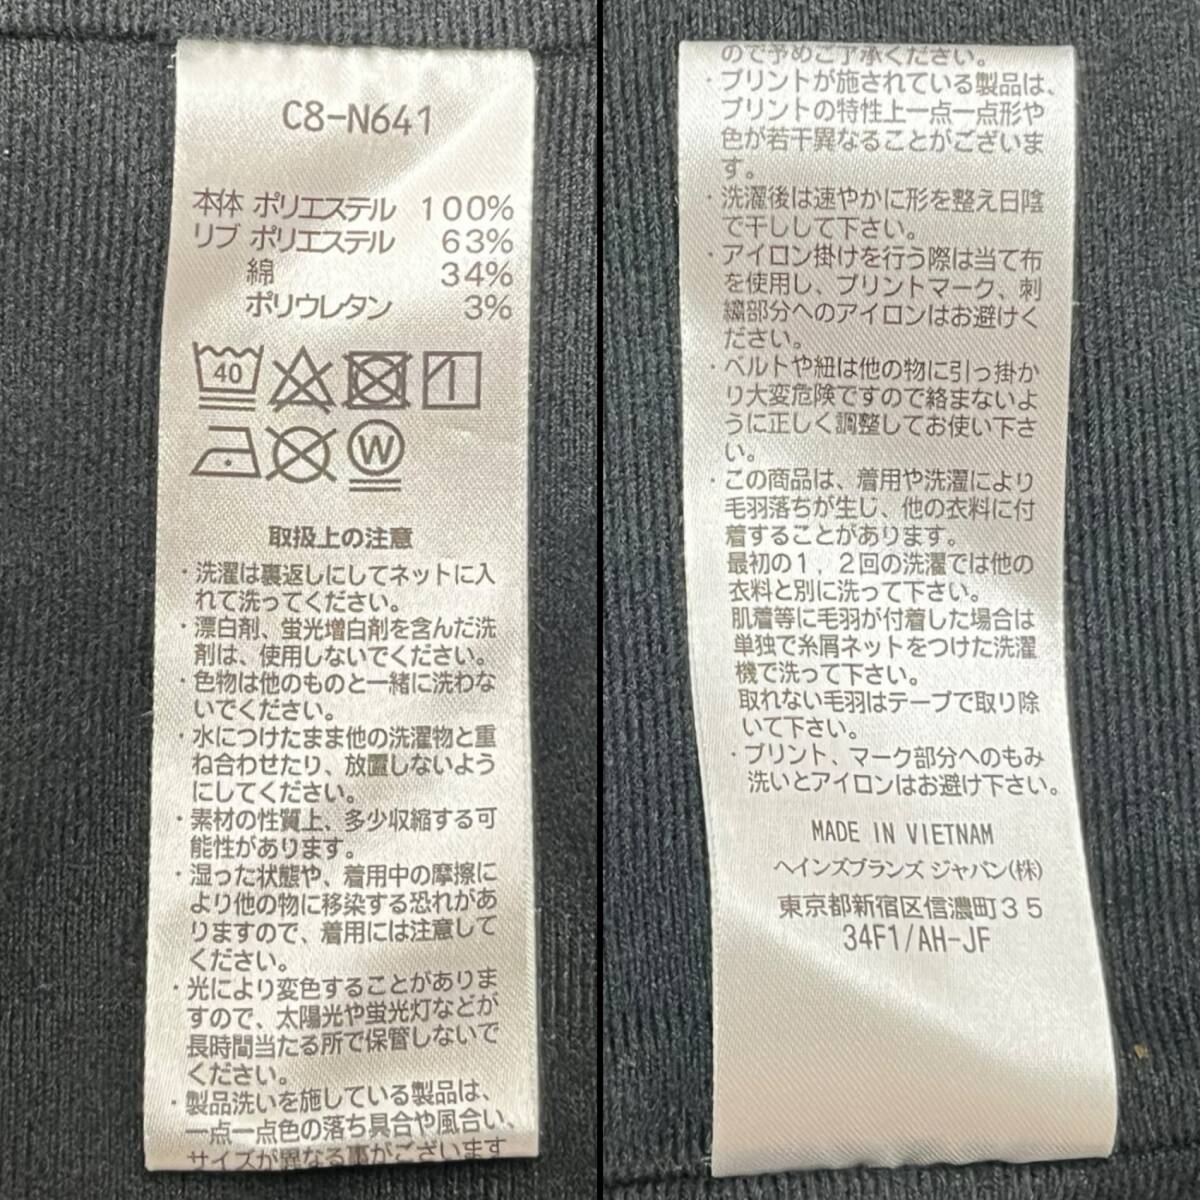 C8-N641
本体 ポリエステル 100%
リブ ポリエステル 63%
綿 34%
ポリウレタン 3%
40
W
取扱上の注意
・洗濯は裏返しにしてネットに入
れて洗ってください。
・漂白剤、蛍光増白剤を含んだ洗
剤は、使用しないでください。
・色物は他のものと一緒に洗わな
いでください。
・水につけたまま他の洗濯物と重
ね合わせたり、放置しないよう
にしてください。
・素材の性質上、多少収縮する可
能性があります。
・湿った状態や、着用中の摩擦に
より他の物に移染する恐れがあ
りますので、着用には注意して
ください。
・光により変色することがありま
すので、太陽光や蛍光灯などが
長時間当たる所で保管しないで
ください。
・製品洗いを施している製品は、
一点一点色の落ち具合や風合い、
サイズが異なる事がございます
ので予めご了承ください。
・プリントが施されている製品は、
プリントの特性上一点一点形や
色が若干異なることがございま
す。
・洗濯後は速やかに形を整え日陰
で干しして下さい。
・アイロン掛けを行う際は当て布
を使用し、プリントマーク、刺
繍部分へのアイロンはお避けく
ださい。
・ベルトや紐は他の物に引っ掛か
り大変危険ですので絡まないよ
うに正しく調整してお使い下さ
い。
・この商品は、着用や洗濯により
毛羽落ちが生じ、他の衣料に付
着することがあります。
最初の1,2回の洗濯では他の
衣料と別に洗って下さい。
肌着等に毛羽が付着した場合は
単独で糸屑ネットをつけた洗濯
機で洗って下さい。
取れない毛羽はテープで取り除
いて下さい。
・プリント、マーク部分へのもみ
洗いとアイロンはお避け下さい。
MADE IN VIETNAM
ヘインズブランズ ジャパン(株)
東京都新宿区信濃町35
34F1/AH-JF